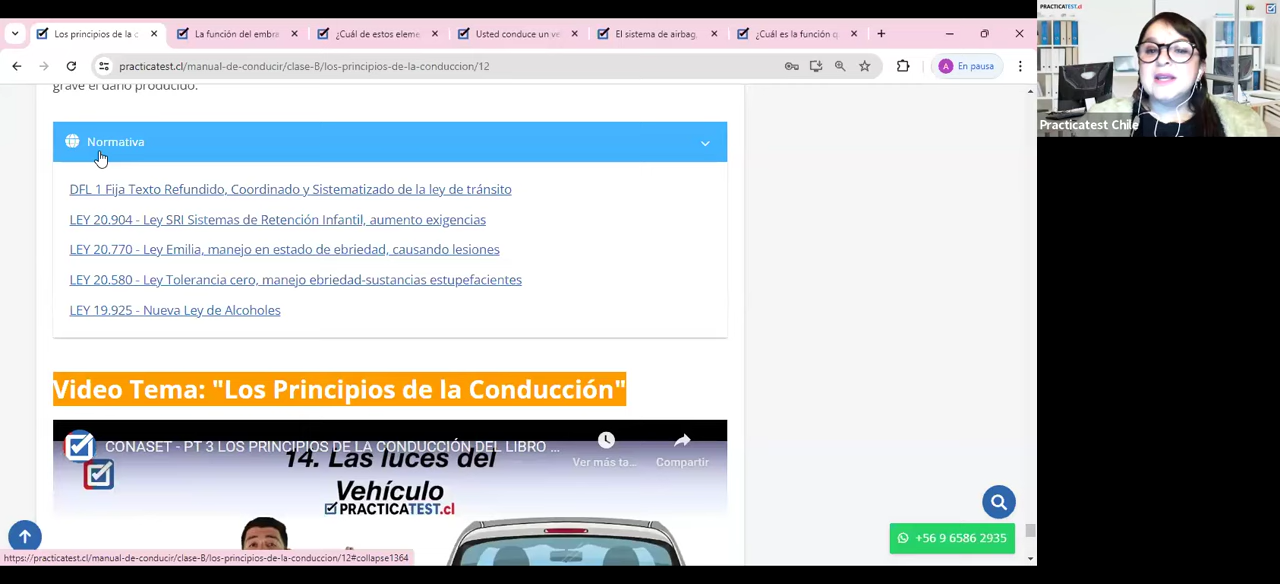 PRACTICATEST.cl
Los principios de la c
La función del embra
¿Cuál de estos eleme
Usted conduce un ve
El sistema de airbag,
¿Cuál es la función q
practicatest.cl/manual-de-conducir/clase-B/los-principios-de-la-conduccion/12
A
En pausa
grave el daño producido.
Practicatest Chile
Normativa
DFL 1 Fija Texto Refundido, Coordinado y Sistematizado de la ley de tránsito
LEY 20.904 - Ley SRI Sistemas de Retención Infantil, aumento exigencias
LEY 20.770 - Ley Emilia, manejo en estado de ebriedad, causando lesiones
LEY 20.580 - Ley Tolerancia cero, manejo ebriedad-sustancias estupefacientes
LEY 19.925 - Nueva Ley de Alcoholes
Video Tema: "Los Principios de la Conducción"
CONASET - PT 3 LOS PRINCIPIOS DE LA CONDUCCIÓN DEL LIBRO ...
Ver más ta...
Compartir
14. Las luces del
Vehículo
PRACTICATEST.cl
+56 9 6586 2935
https://practicatest.cl/manual-de-conducir/clase-B/los-principios-de-la-conduccion/12#collapse1364